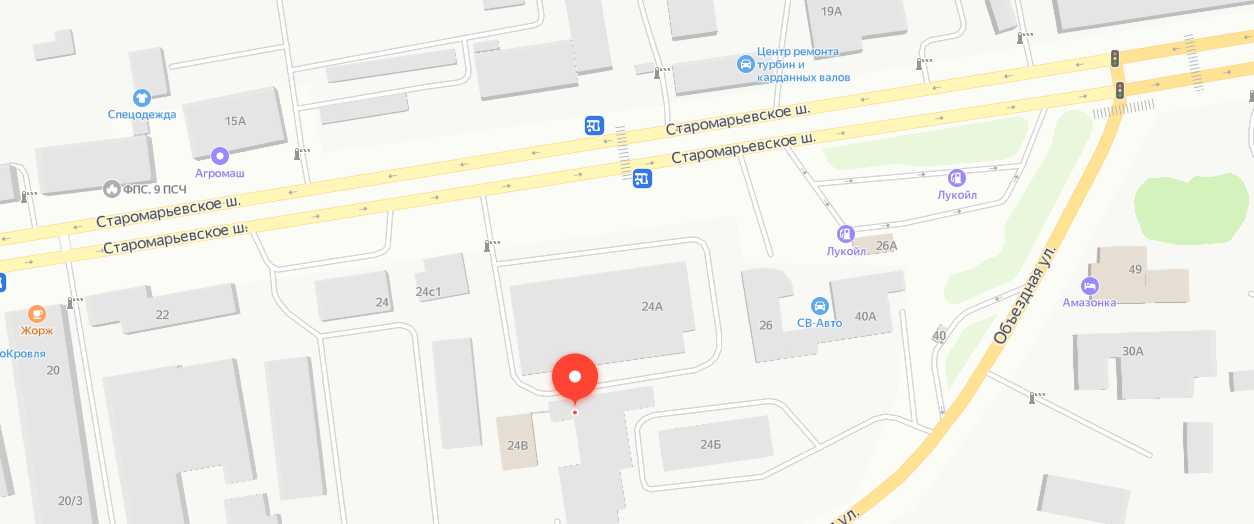 19А
Центр ремонта
турбин и
карданных валов
Спецодежда
15А
Агромаш
Старомарьевское ш.
Старомарьевское ш.
ФПС, 9 ПСЧ
Лукойл
Старомарьевское ш.
Старомарьевское ш.
Лукойл
26А
49
Амазонка
24
24с1
24А
22
Жорж
26
СВ-Авто
40А
40
Объездная ул.
30А
оКровля
20
24В
24Б
20/3
ул.